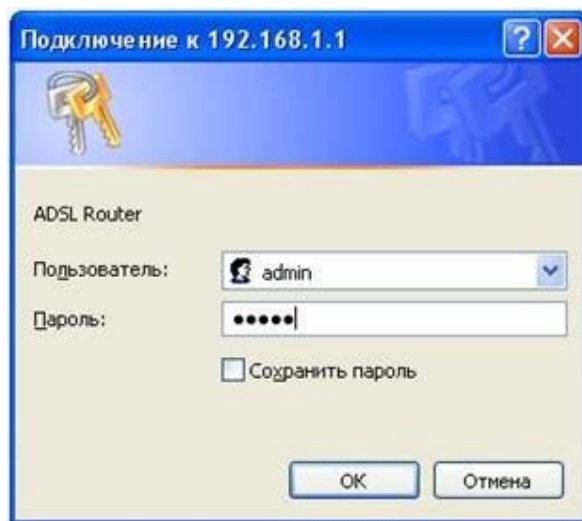 Подключение к 192.168.1.1
ADSL Router
Пользователь:
admin
Пароль:
•••••
Сохранить пароль
OK
Отмена